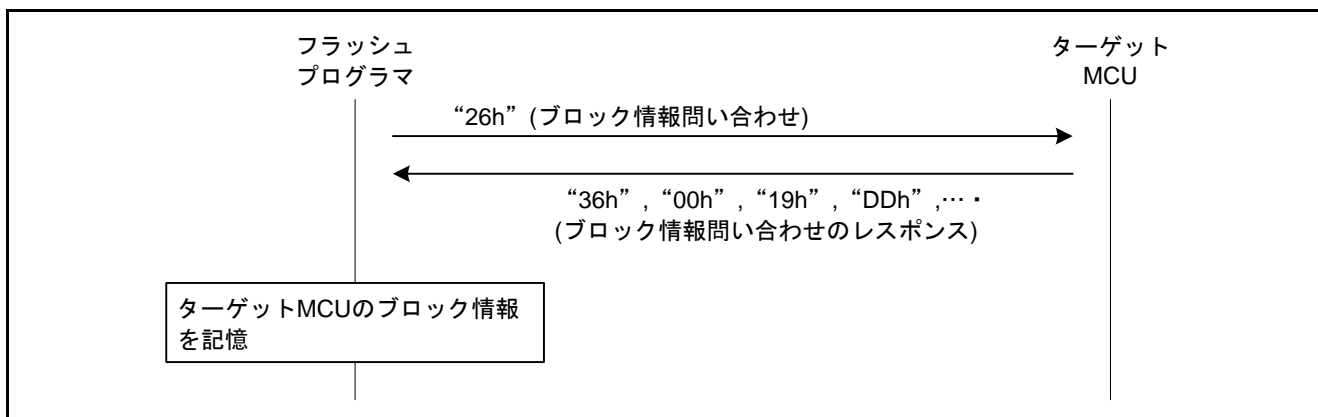 フラッシュ
プログラマ
ターゲット
MCU
“26h” (ブロック情報問い合わせ)
“36h” , “00h” , “19h” , “DDh” ,…・
(ブロック情報問い合わせのレスポンス)
ターゲットMCUのブロック情報
を記憶